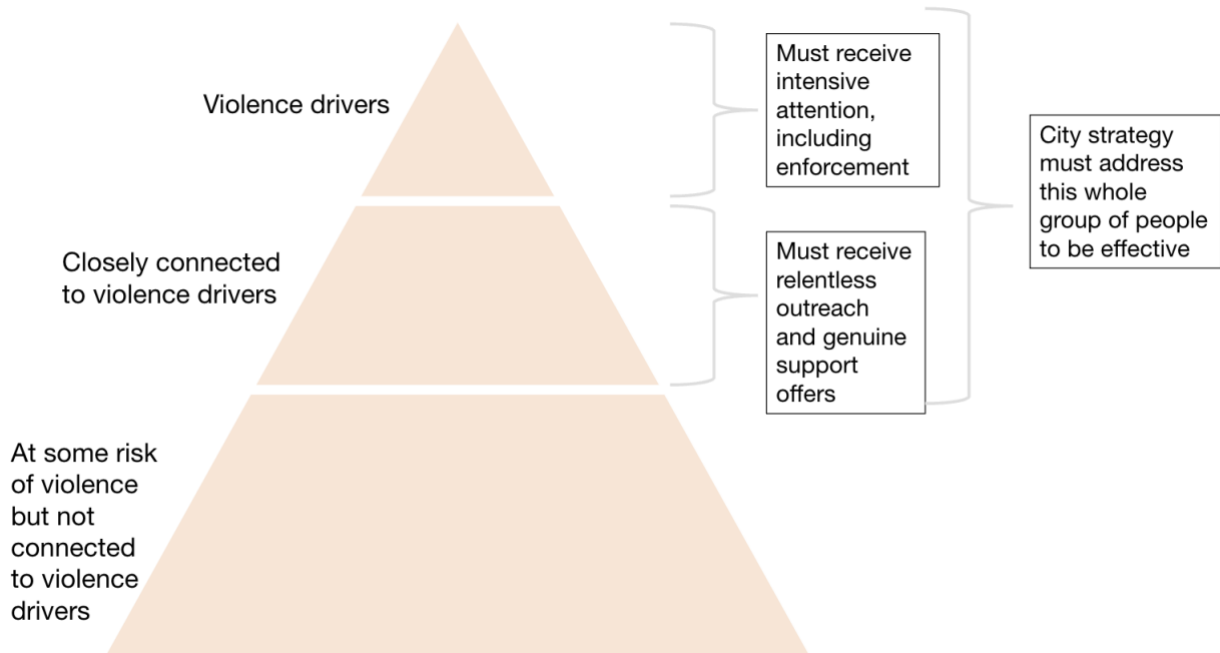 Violence drivers
Closely connected
to violence drivers
At some risk
of violence
but not
connected
to violence
drivers
Must receive
intensive
attention,
including
enforcement
Must receive
relentless
outreach
and genuine
support
offers
City strategy
must address
this whole
group of people
to be effective